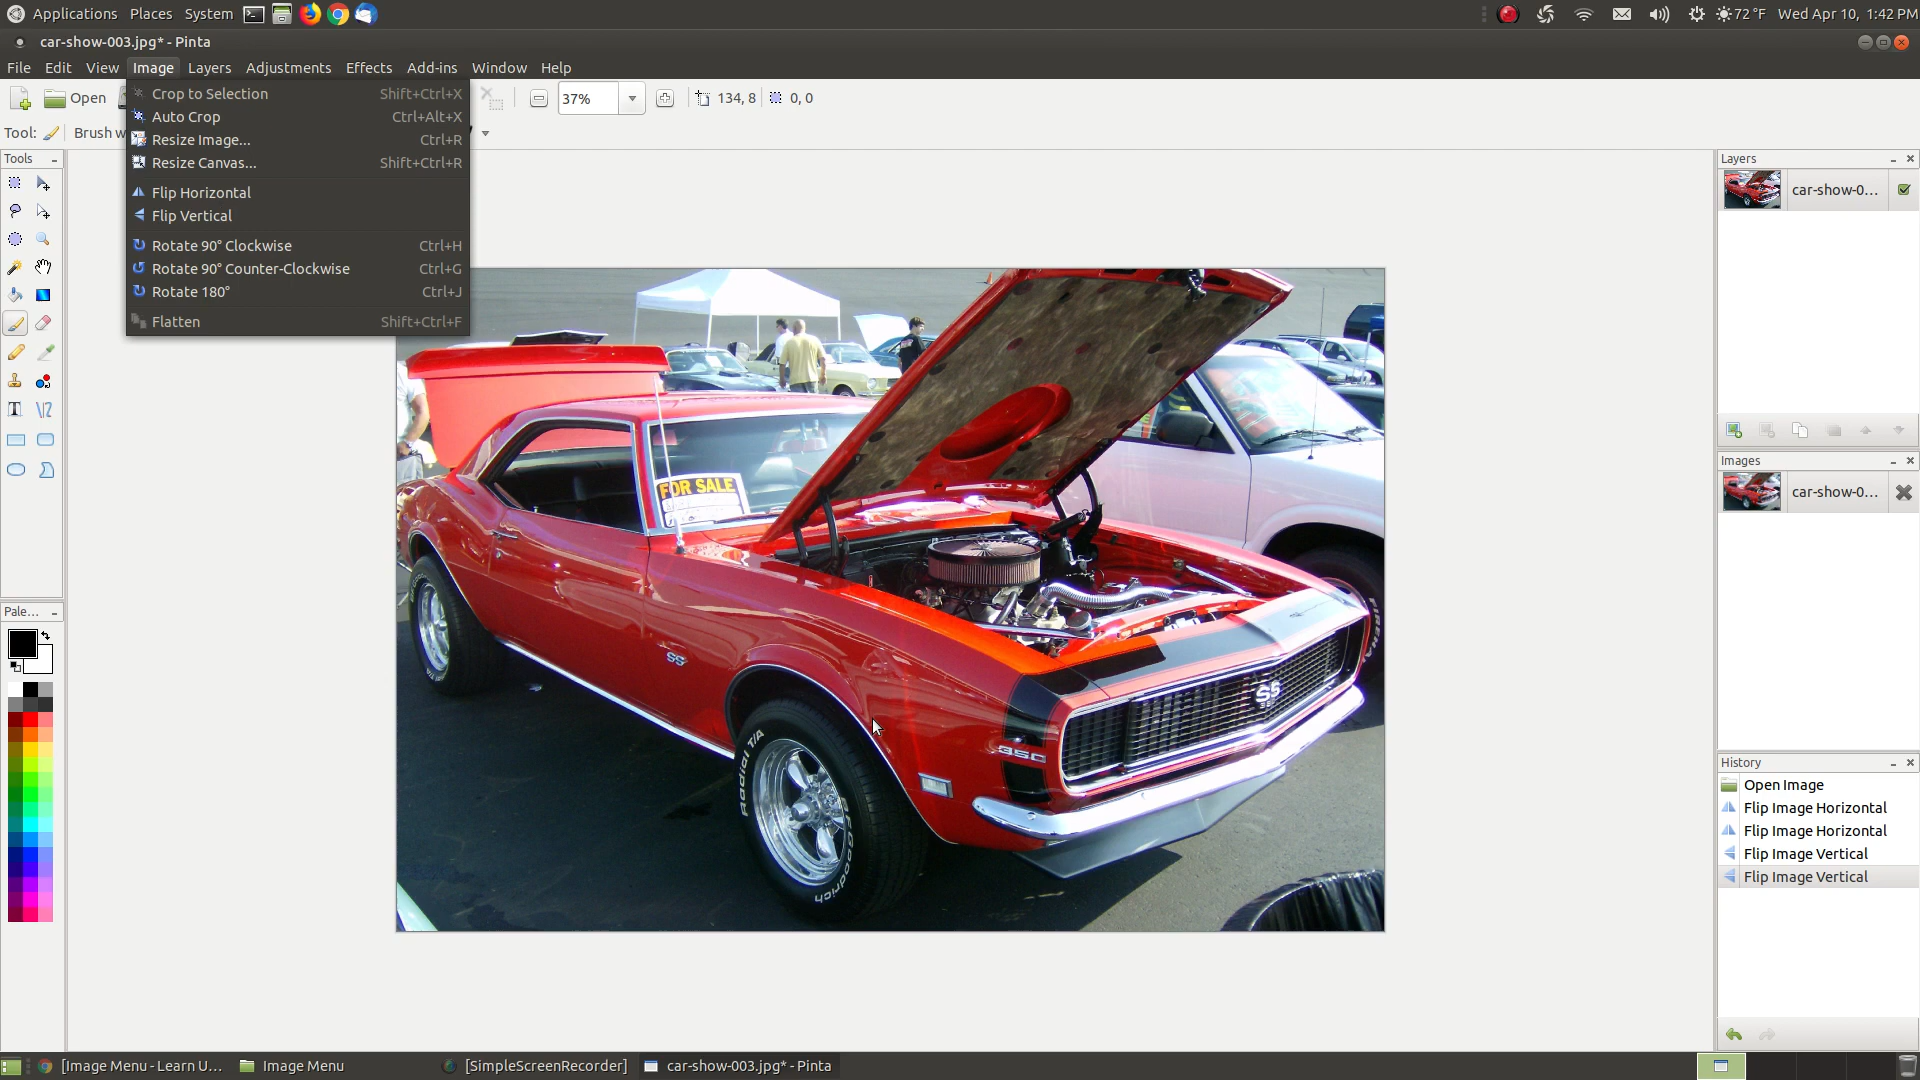 Applications Places System 72 °F Wed Apr 10, 1:42 PM
car-show-003.jpg* - Pinta
File Edit View Image Layers Adjustments Effects Add-ins Window Help
Open 37% 134, 8 0, 0
Tool: Brush w
Crop to Selection Shift+Ctrl+X
Auto Crop Ctrl+Alt+X
Resize Image... Ctrl+R
Resize Canvas... Shift+Ctrl+R
Flip Horizontal
Flip Vertical
Rotate 90° Clockwise Ctrl+H
Rotate 90° Counter-Clockwise Ctrl+G
Rotate 180° Ctrl+J
Flatten Shift+Ctrl+F
Tools
Pale...
FOR SALE
SS
SS
350
Radial T/A
BFGoodrich
Layers
car-show-0...
Images
car-show-0...
History
Open Image
Flip Image Horizontal
Flip Image Horizontal
Flip Image Vertical
Flip Image Vertical
[Image Menu - Learn U... Image Menu [SimpleScreenRecorder] car-show-003.jpg* - Pinta